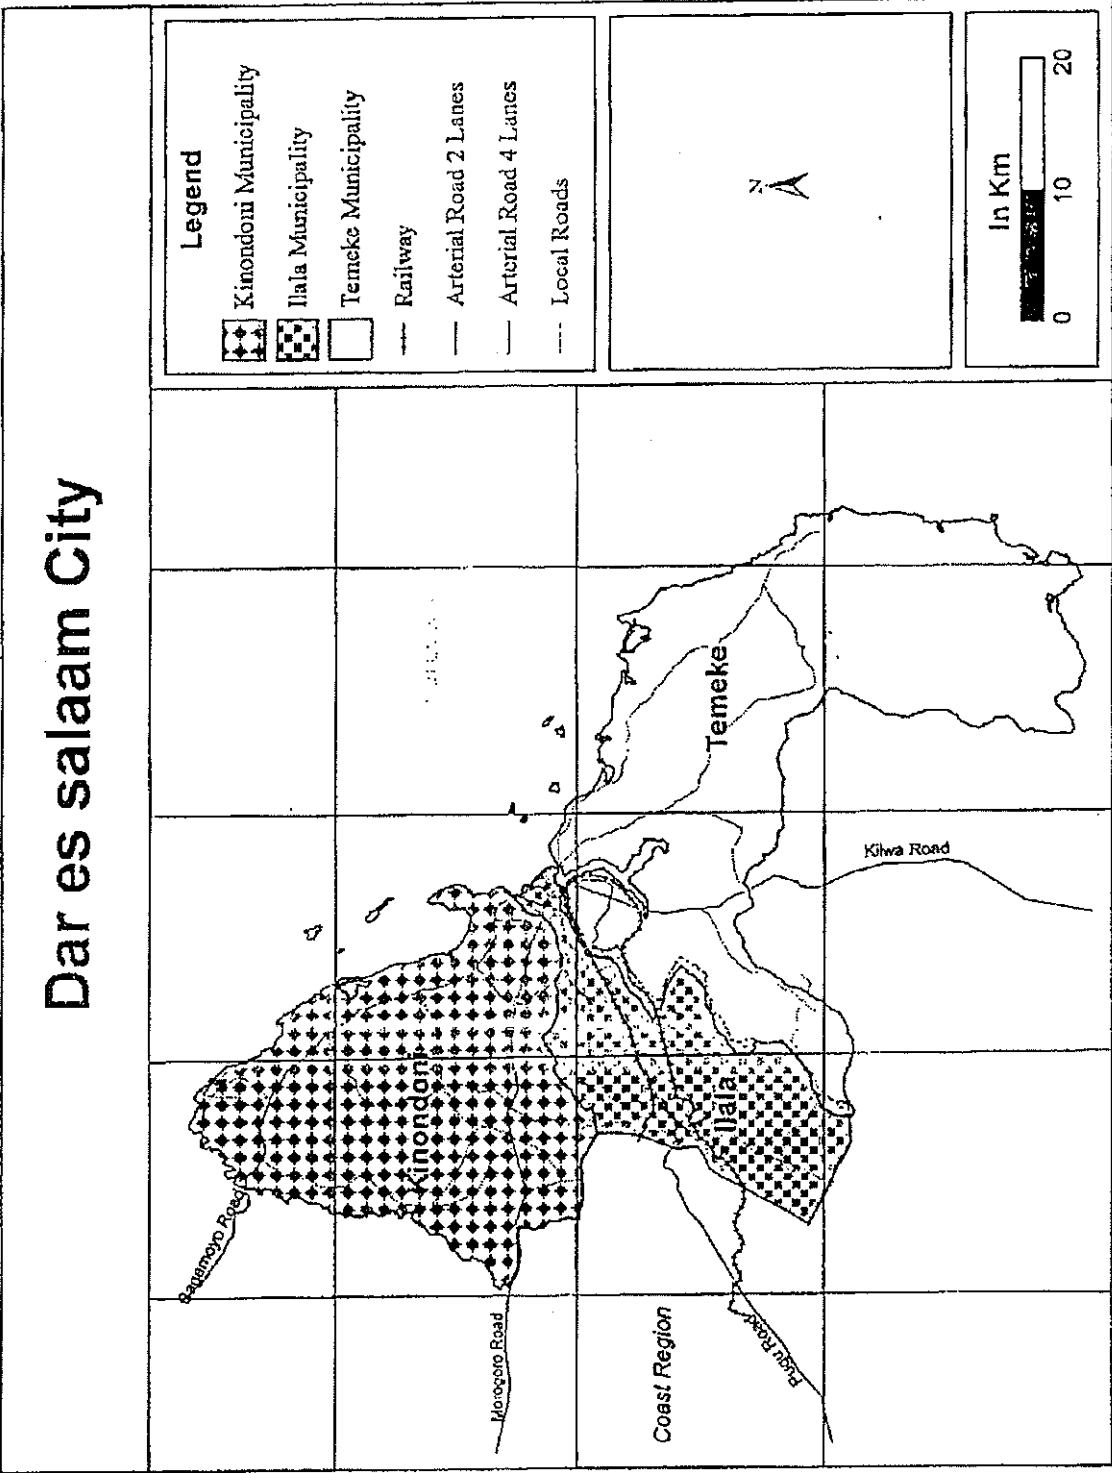 Dar es salaam City
Bagamoyo Road
Kinondoni
Morogoro Road
Coast Region
Ilala
Temeke
Pugu Road
Kilwa Road
Legend
Kinondoni Municipality
Ilala Municipality
Temeke Municipality
Railway
Arterial Road 2 Lanes
Arterial Road 4 Lanes
Local Roads
N
In Km
0 10 20